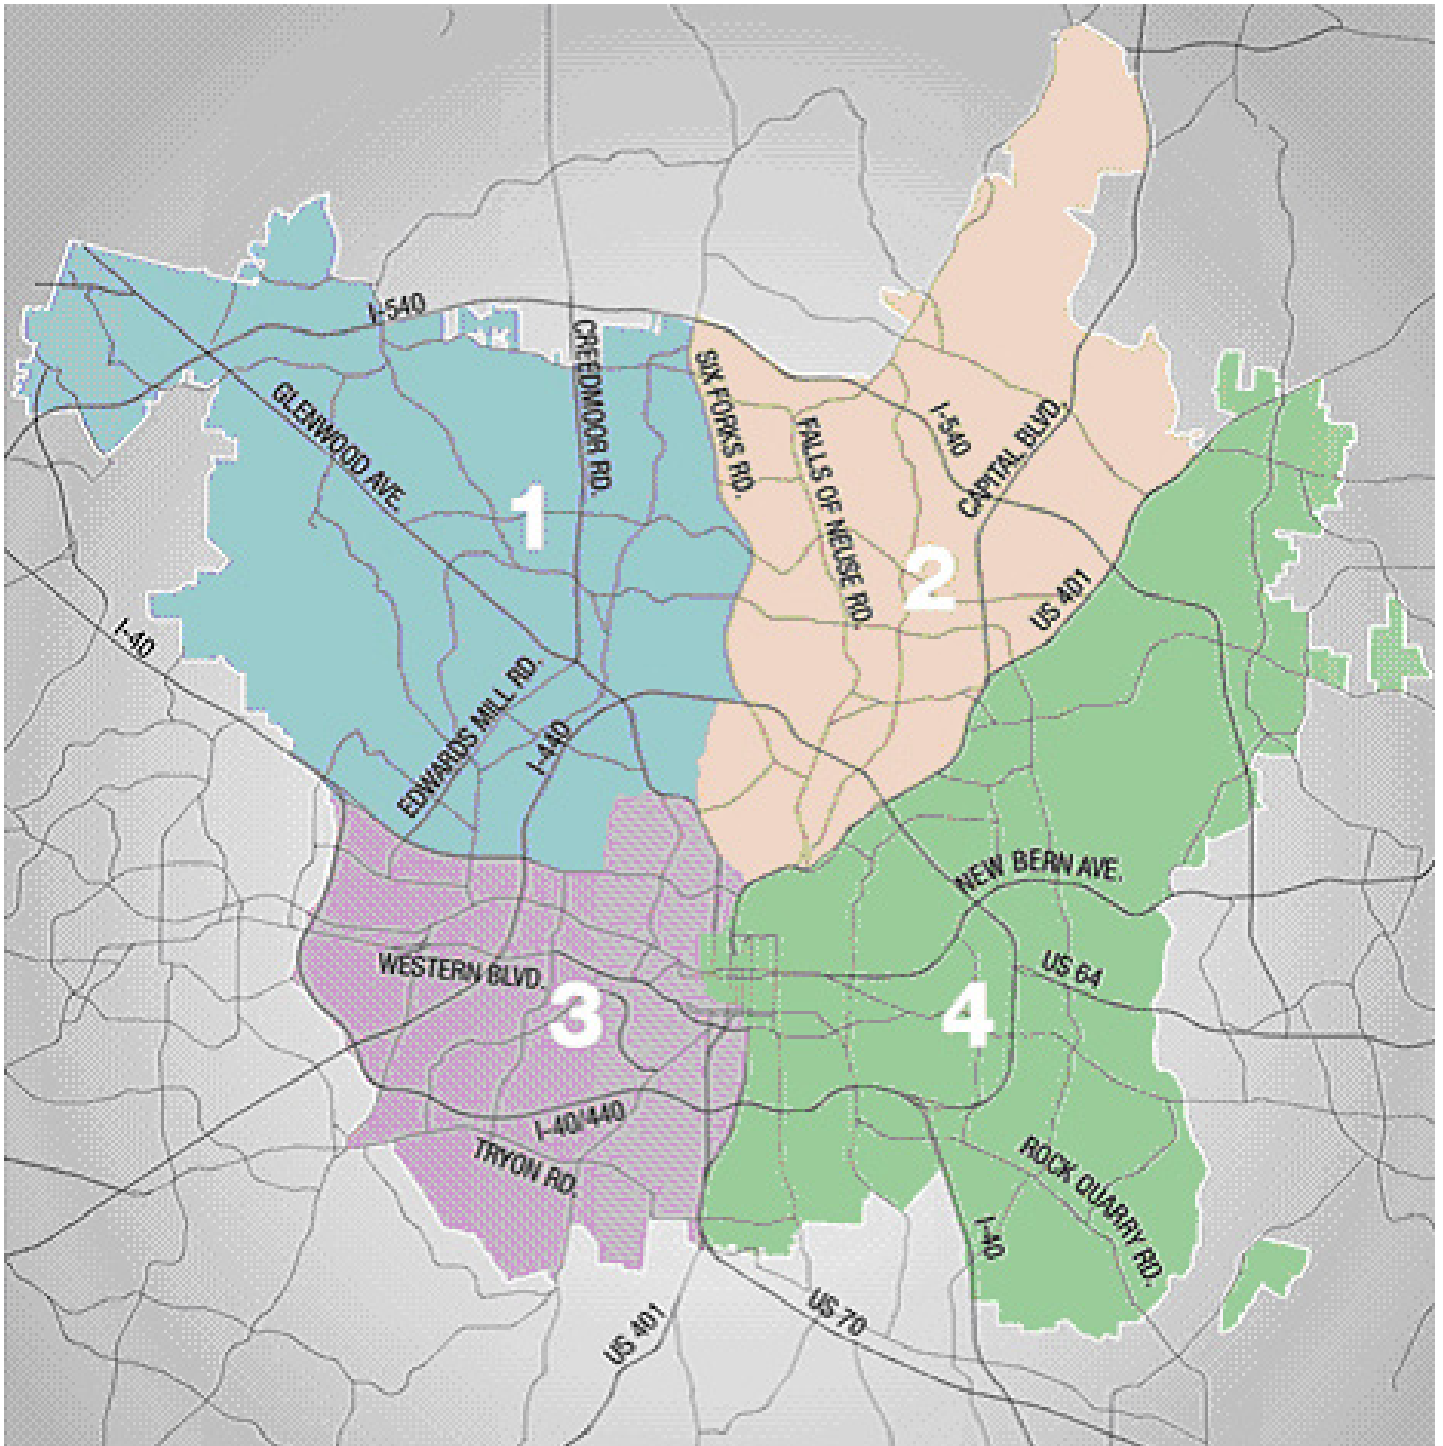 I-540
CREEDMOOR RD.
SIX FORKS RD.
GLENWOOD AVE.
FALLS OF NEUSE RD.
I-540
CAPITAL BLVD.
1
2
US 401
I-40
EDWARDS MILL RD.
I-440
NEW BERN AVE.
WESTERN BLVD.
US 64
3
4
I-40/440
TRYON RD.
ROCK QUARRY RD.
I-40
US 70
US 401